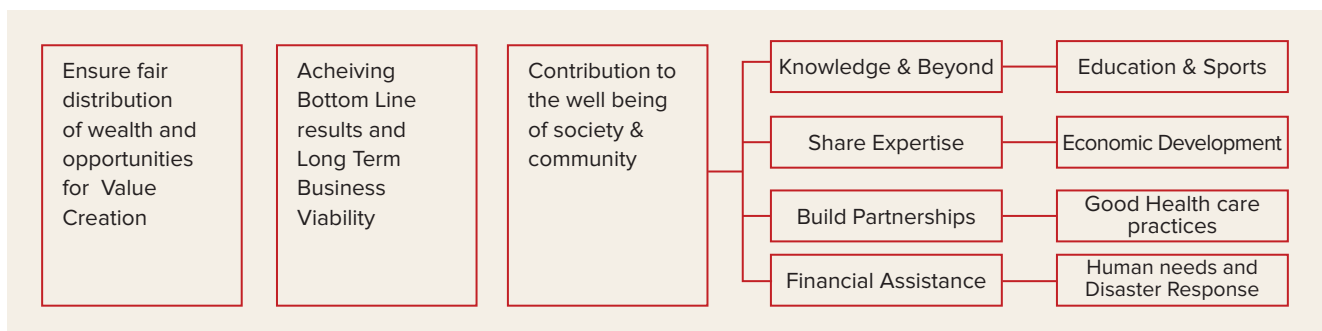 Ensure fair
distribution
of wealth and
opportunities
for Value
Creation
Acheiving
Bottom Line
results and
Long Term
Business
Viability
Contribution to
the well being
of society &
community
Knowledge & Beyond
Education & Sports
Share Expertise
Economic Development
Build Partnerships
Good Health care
practices
Financial Assistance
Human needs and
Disaster Response